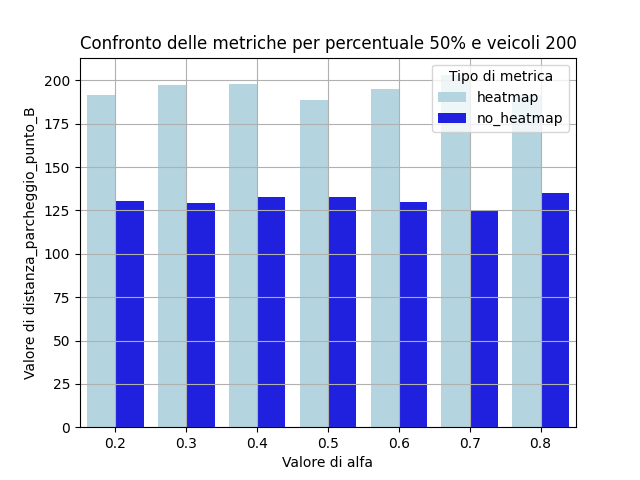 Confronto delle metriche per percentuale 50% e veicoli 200
Valore di distanza_parcheggio_punto_B
200
175
150
125
100
75
50
25
0
Tipo di metrica
heatmap
no_heatmap
0.2 0.3 0.4 0.5 0.6 0.7 0.8
Valore di alfa